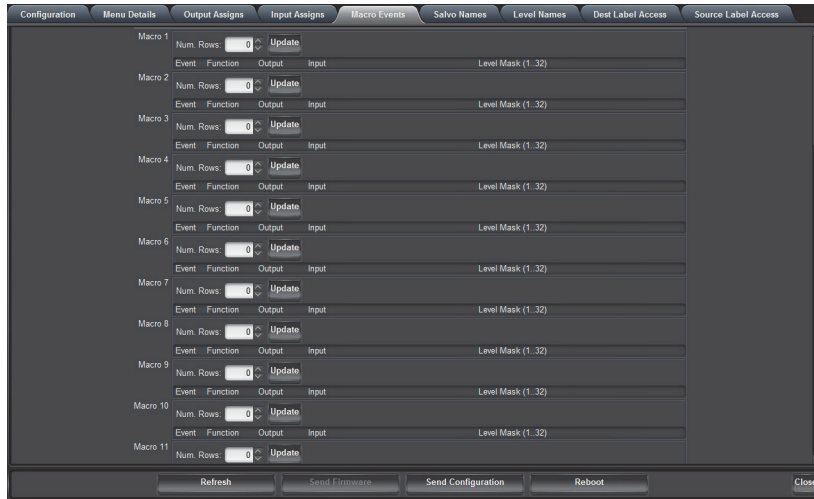 Configuration Menu Details Output Assigns Input Assigns Macro Events Salvo Names Level Names Dest Label Access Source Label Access
Macro 1 Num. Rows: 0 Update
Event Function Output Input Level Mask (1..32)
Macro 2 Num. Rows: 0 Update
Event Function Output Input Level Mask (1..32)
Macro 3 Num. Rows: 0 Update
Event Function Output Input Level Mask (1..32)
Macro 4 Num. Rows: 0 Update
Event Function Output Input Level Mask (1..32)
Macro 5 Num. Rows: 0 Update
Event Function Output Input Level Mask (1..32)
Macro 6 Num. Rows: 0 Update
Event Function Output Input Level Mask (1..32)
Macro 7 Num. Rows: 0 Update
Event Function Output Input Level Mask (1..32)
Macro 8 Num. Rows: 0 Update
Event Function Output Input Level Mask (1..32)
Macro 9 Num. Rows: 0 Update
Event Function Output Input Level Mask (1..32)
Macro 10 Num. Rows: 0 Update
Event Function Output Input Level Mask (1..32)
Macro 11 Num. Rows: 0 Update
Refresh Send Firmware Send Configuration Reboot Close